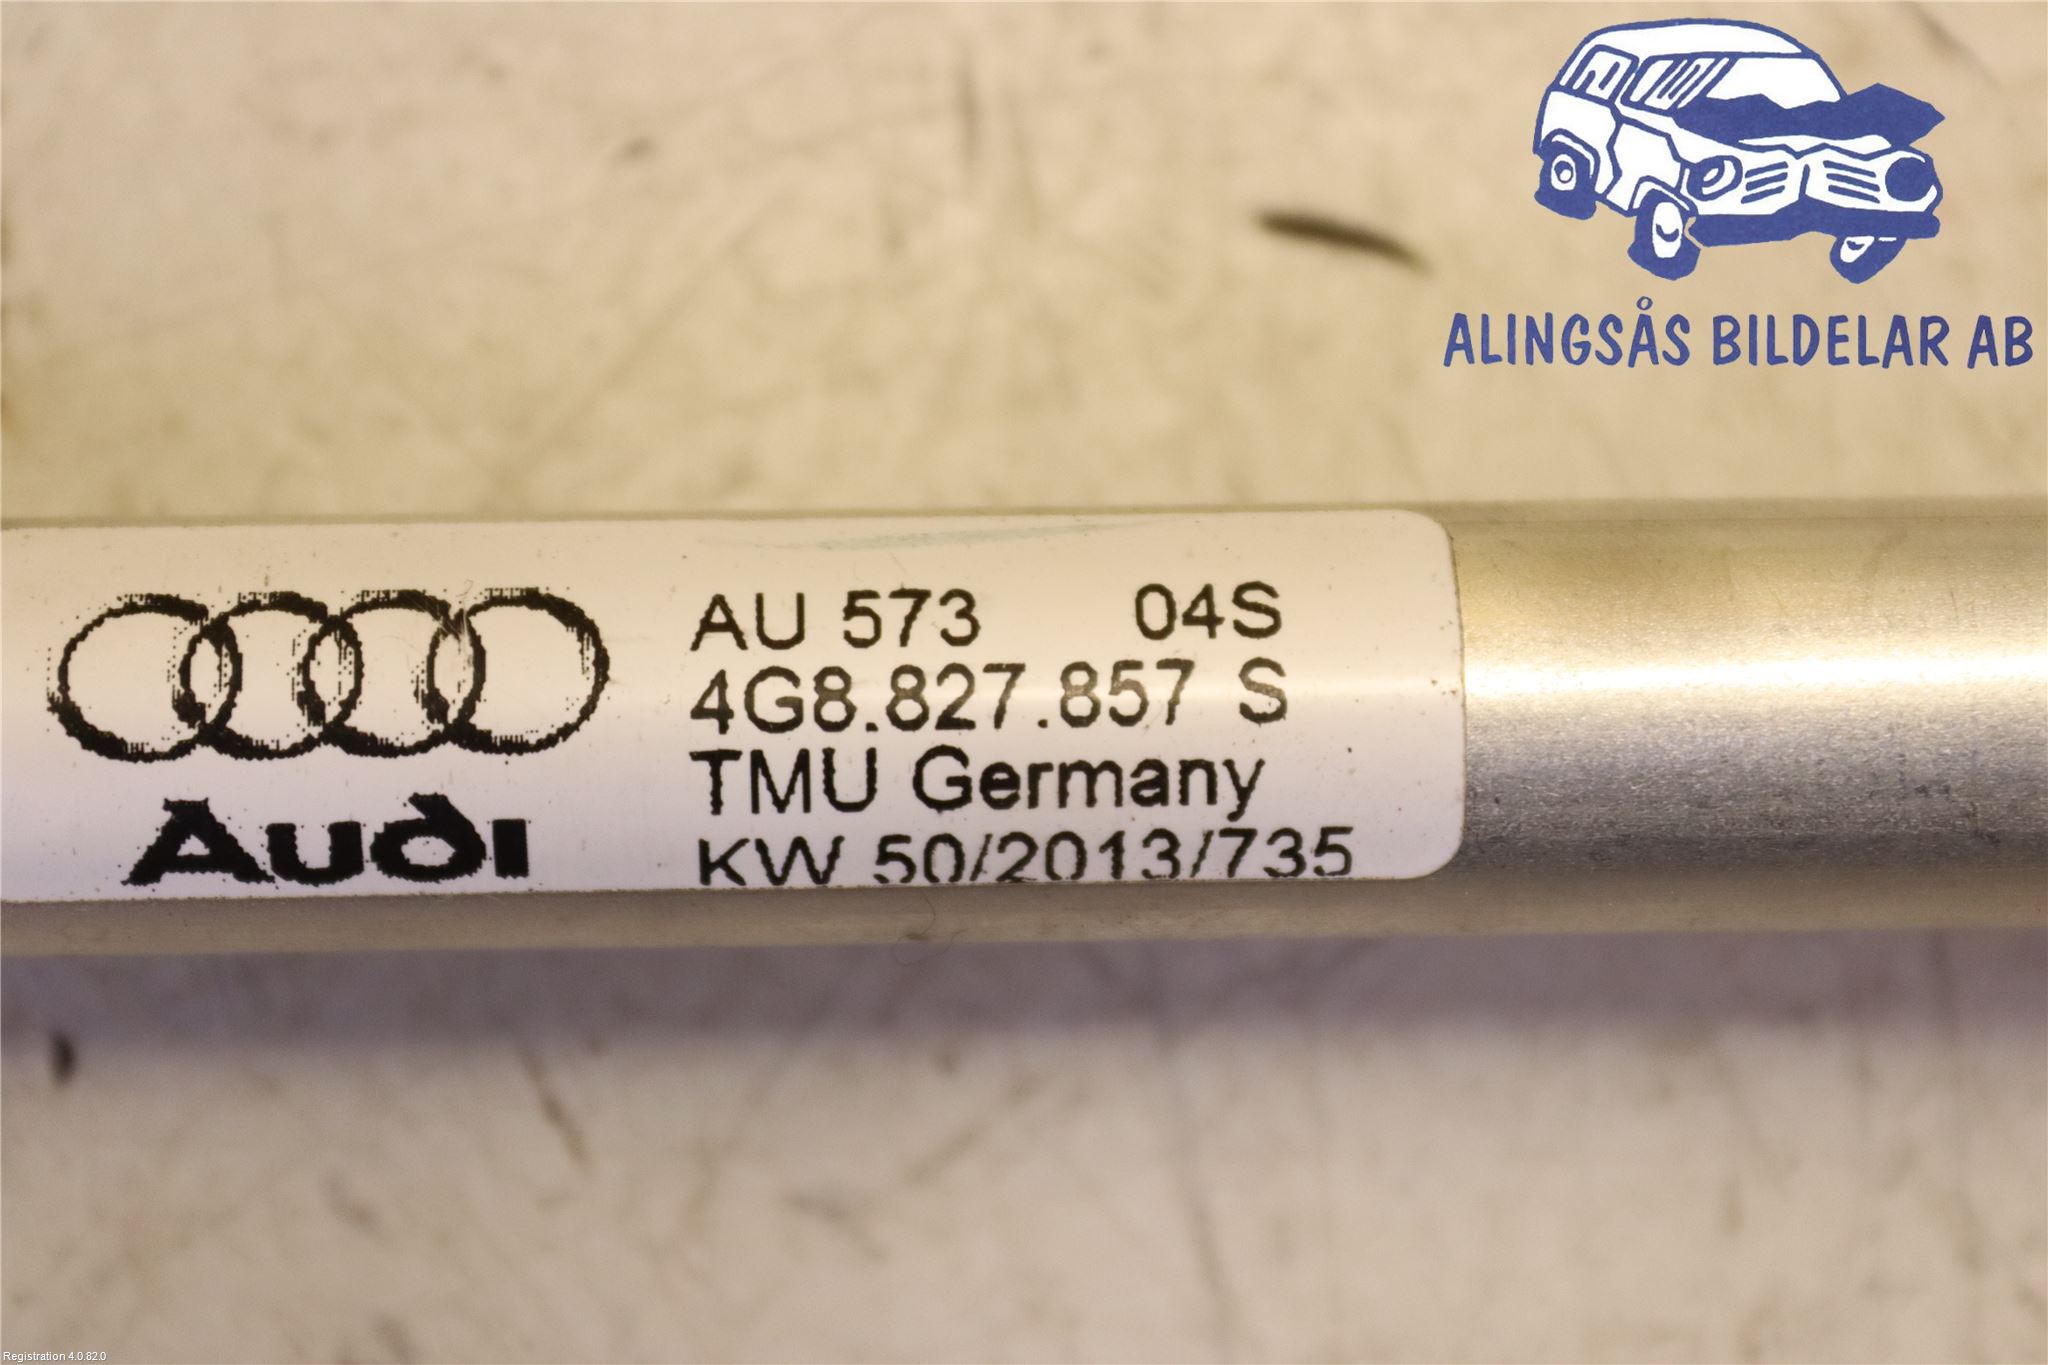 ALINGSÅS BILDELAR AB
AU 573 04S
4G8.827.857 S
TMU Germany
KW 50/2013/735
Audi
Registration 4.0.82.0